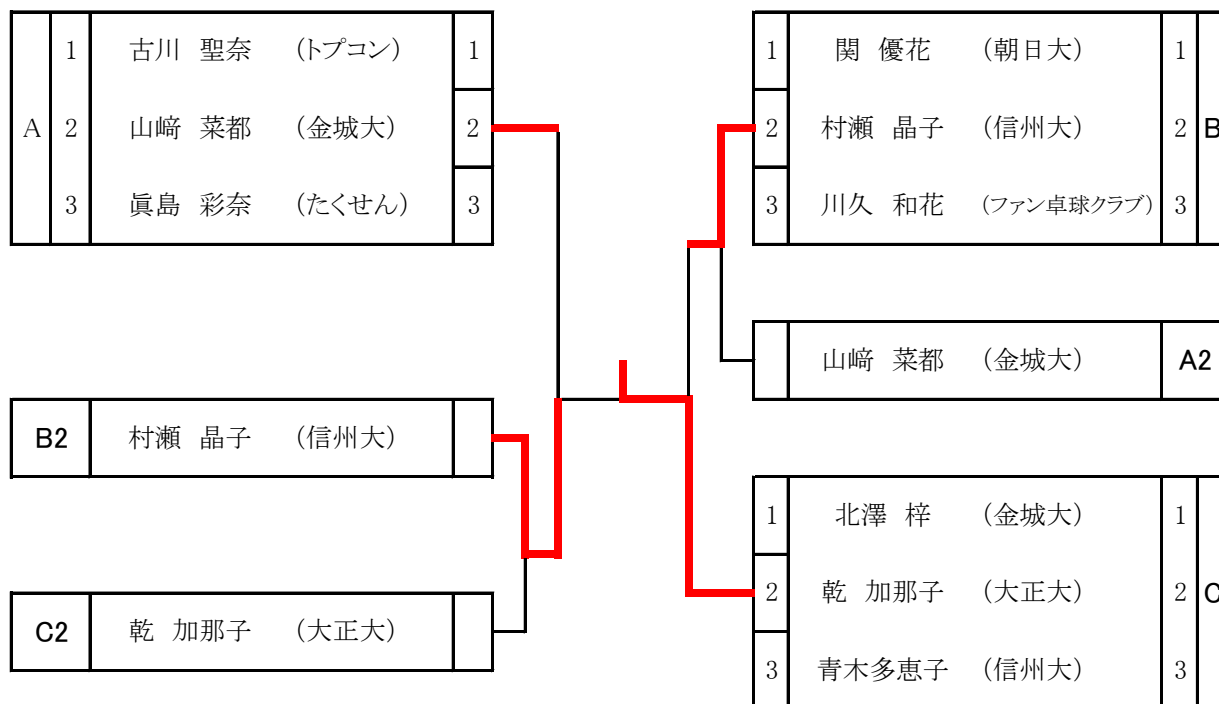 1 古川 聖奈 （トプコン） 1
A 2 山﨑 菜都 （金城大） 2
3 眞島 彩奈 （たくせん） 3
B2 村瀬 晶子 （信州大）
C2 乾 加那子 （大正大）
1 関 優花 （朝日大） 1
2 村瀬 晶子 （信州大） 2 B
3 川久 和花 （ファン卓球クラブ） 3
山﨑 菜都 （金城大） A2
1 北澤 梓 （金城大） 1
2 乾 加那子 （大正大） 2 C
3 青木多恵子 （信州大） 3